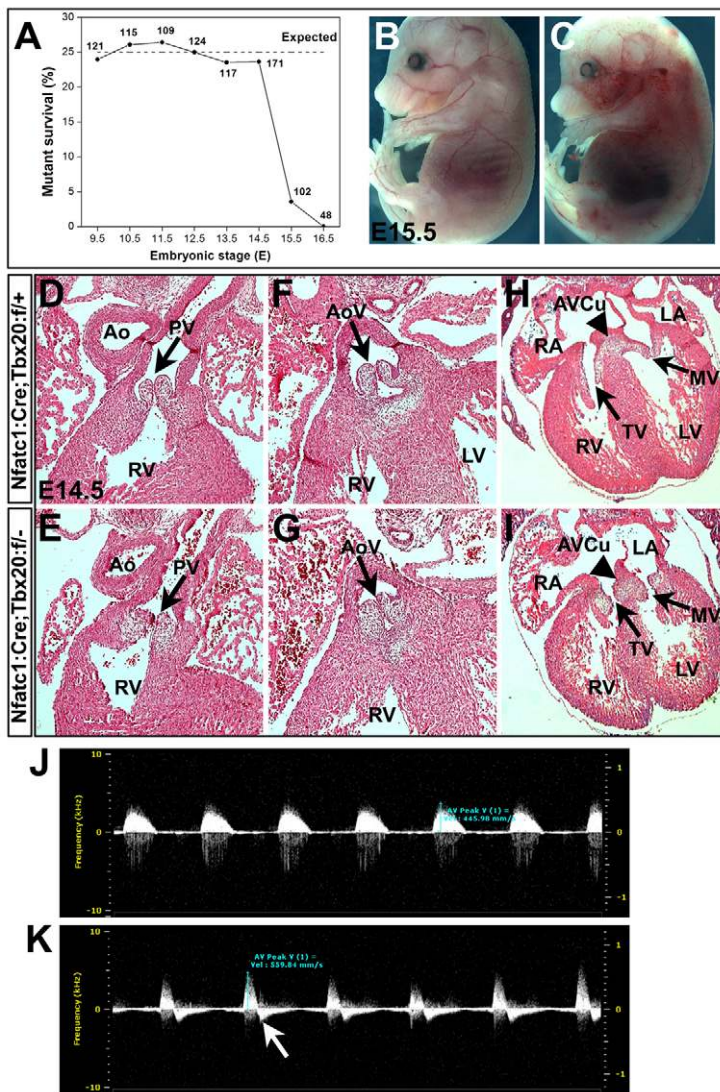 A
Mutant survival (%)
30
25
20
15
10
5
0
121
115
109
124
117
171
102
48
Expected
9.5 10.5 11.5 12.5 13.5 14.5 15.5 16.5
Embryonic stage (E)
B
C
E15.5
Nfatc1:Cre;Tbx20:f/+
D
Ao
PV
RV
E14.5
F
AoV
LV
RV
H
AVCu
LA
RA
MV
TV
RV
LV
Nfatc1:Cre;Tbx20:f/-
E
Ao
PV
RV
G
AoV
RV
I
AVCu
LA
RA
MV
TV
RV
LV
J
Frequency (kHz)
10
0
-10
AV Peak V (1) =
Vel : 445.98 mm/s
1
0
-1
K
Frequency (kHz)
10
0
-10
AV Peak V (1) =
Vel : 539.84 mm/s
1
0
-1